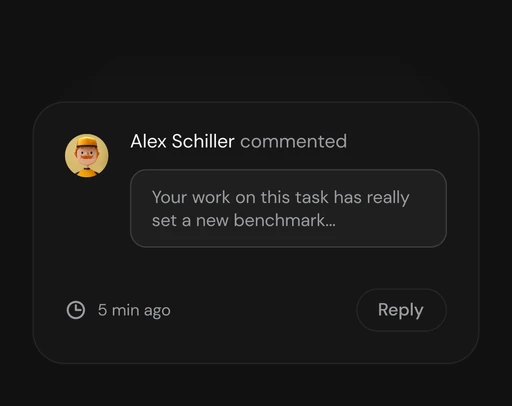 Alex Schiller commented
Your work on this task has really
set a new benchmark...
5 min ago
Reply